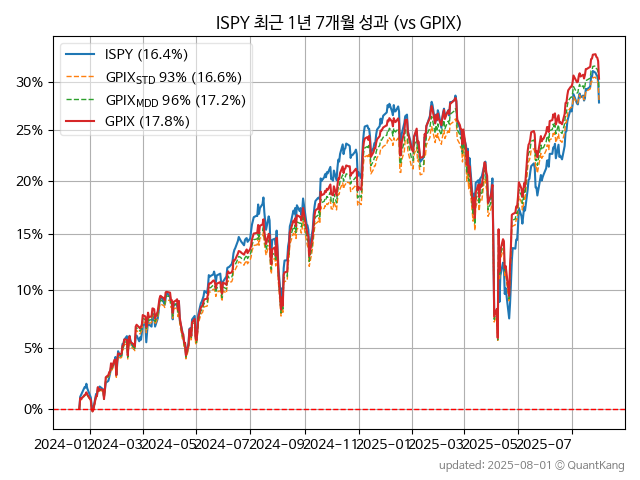 ISPY 최근 1년 7개월 성과 (vs GPIX)
ISPY (16.4%)
GPIX_STD 93% (16.6%)
GPIX_MDD 96% (17.2%)
GPIX (17.8%)
30%
25%
20%
15%
10%
5%
0%
2024-01 2024-03 2024-05 2024-07 2024-09 2024-11 2025-01 2025-03 2025-05 2025-07
updated: 2025-08-01 © QuantKang